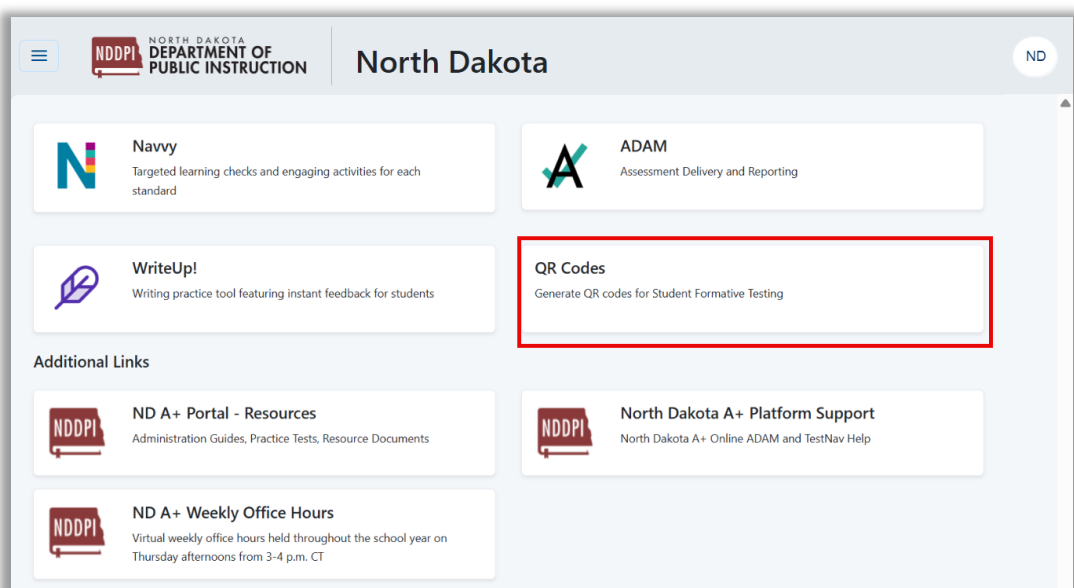 NDDPI
NORTH DAKOTA
DEPARTMENT OF
PUBLIC INSTRUCTION
North Dakota
ND
Navvy
Targeted learning checks and engaging activities for each
standard
ADAM
Assessment Delivery and Reporting
WriteUp!
Writing practice tool featuring instant feedback for students
QR Codes
Generate QR codes for Student Formative Testing
Additional Links
NDDPI
ND A+ Portal - Resources
Administration Guides, Practice Tests, Resource Documents
NDDPI
North Dakota A+ Platform Support
North Dakota A+ Online ADAM and TestNav Help
NDDPI
ND A+ Weekly Office Hours
Virtual weekly office hours held throughout the school year on
Thursday afternoons from 3-4 p.m. CT